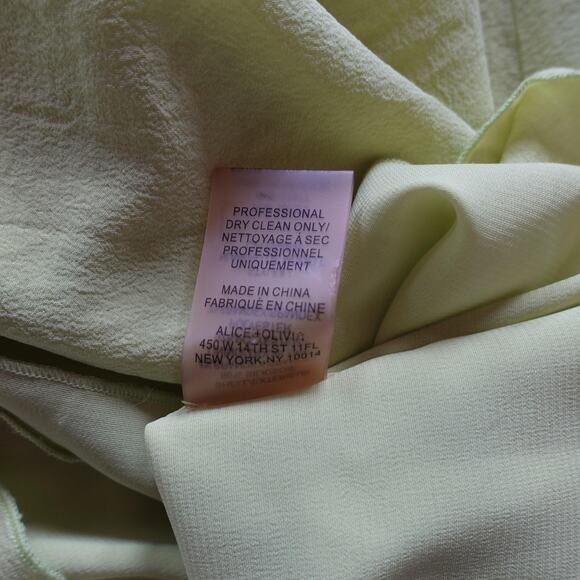 PROFESSIONAL
DRY CLEAN ONLY/
NETTOYAGE À SEC
PROFESSIONNEL
UNIQUEMENT
MADE IN CHINA
FABRIQUÉ EN CHINE
ALICE+OLIVIA
450 W 14TH ST 11FL
NEW YORK,NY.10014